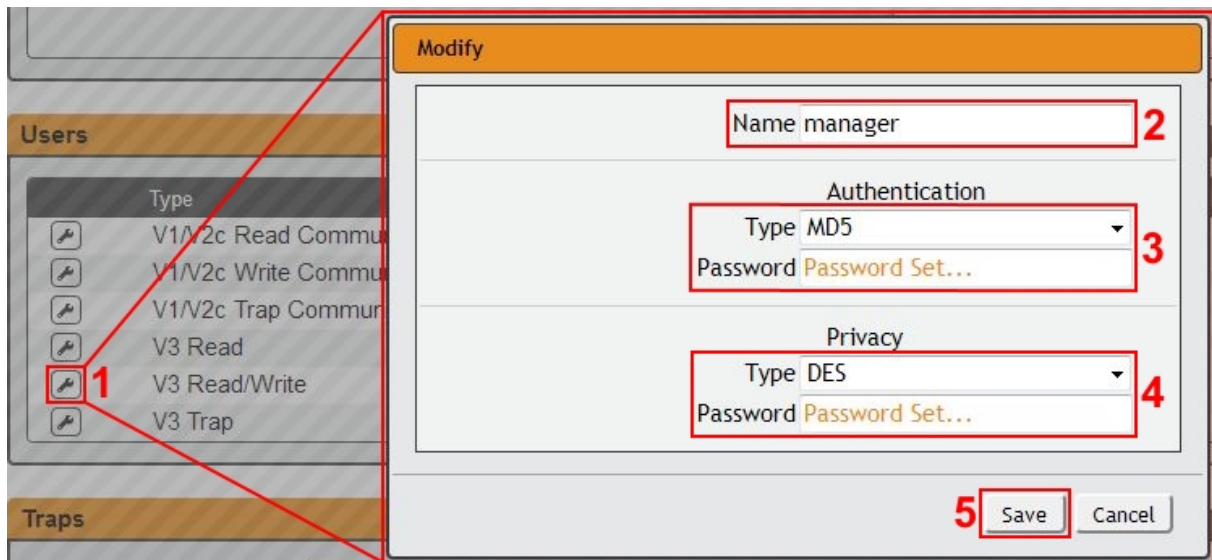 Modify
Name manager 2
Authentication
Type MD5
Password Password Set...
3
Privacy
Type DES
Password Password Set...
4
5 Save Cancel
Users
Type
V1/V2c Read Commu
V1/V2c Write Commu
V1/V2c Trap Commun
V3 Read
1 V3 Read/Write
V3 Trap
Traps